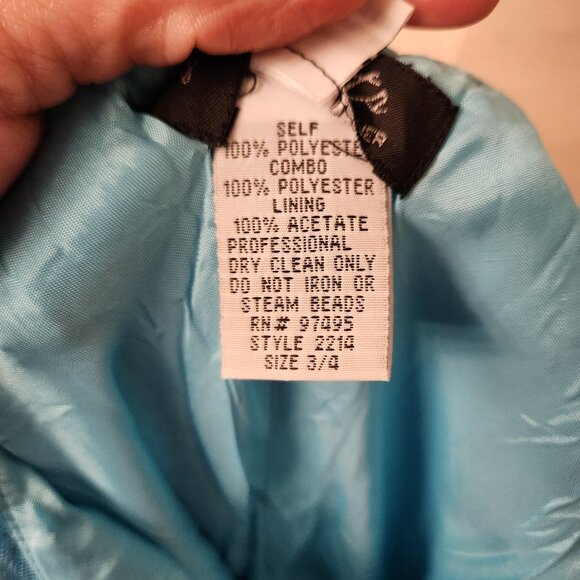 SELF
100% POLYESTER
COMBO
100% POLYESTER
LINING
100% ACETATE
PROFESSIONAL
DRY CLEAN ONLY
DO NOT IRON OR
STEAM BEADS
RN# 97495
STYLE 2214
SIZE 3/4